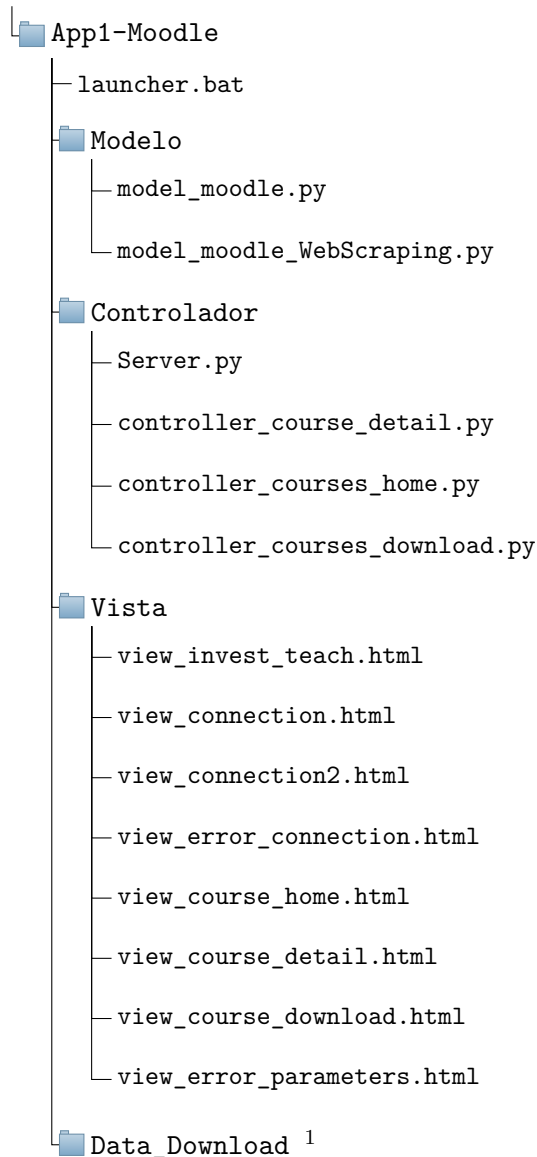 App1-Moodle
launcher.bat
Modelo
model_moodle.py
model_moodle_WebScraping.py
Controlador
Server.py
controller_course_detail.py
controller_courses_home.py
controller_courses_download.py
Vista
view_invest_teach.html
view_connection.html
view_connection2.html
view_error_connection.html
view_course_home.html
view_course_detail.html
view_course_download.html
view_error_parameters.html
Data_Download 1